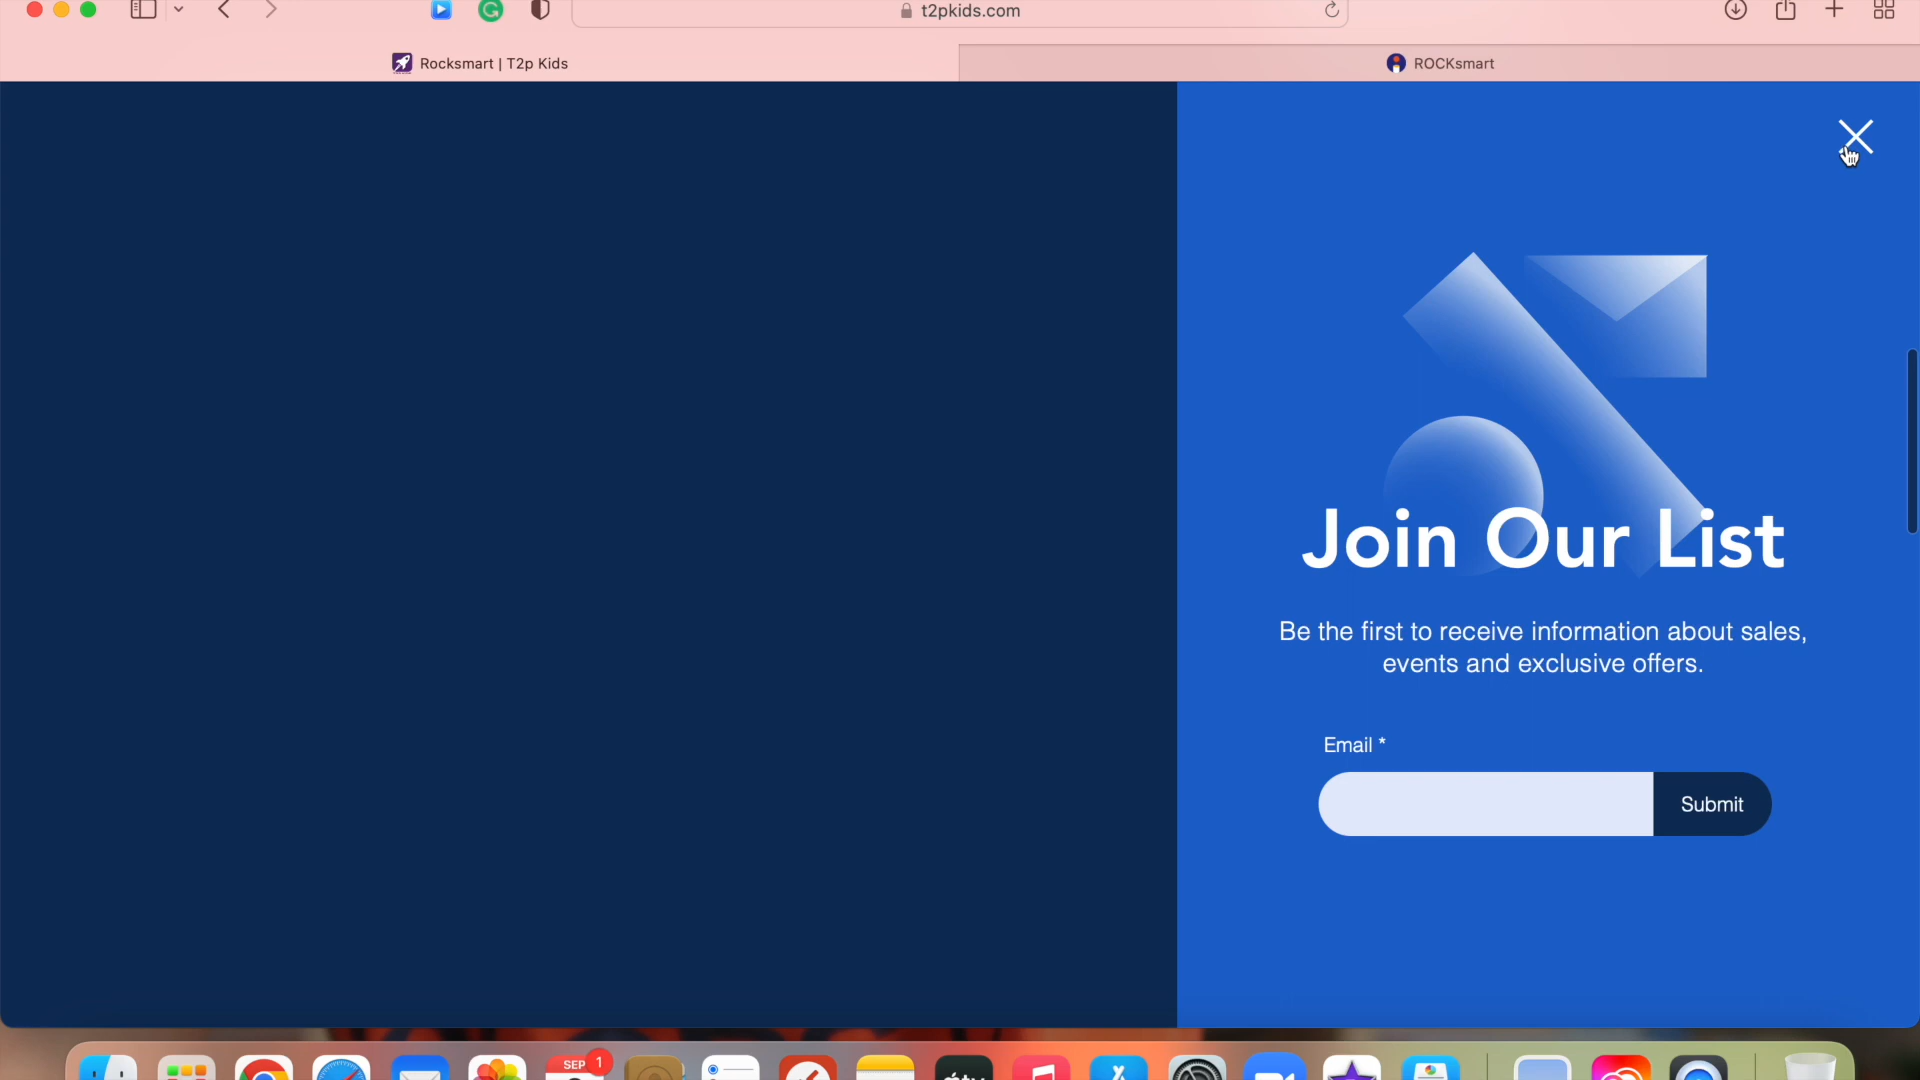 t2pkids.com
Rocksmart | T2p Kids
ROCKsmart
Join Our List
Be the first to receive information about sales,
events and exclusive offers.
Email *
Submit
SEP
1